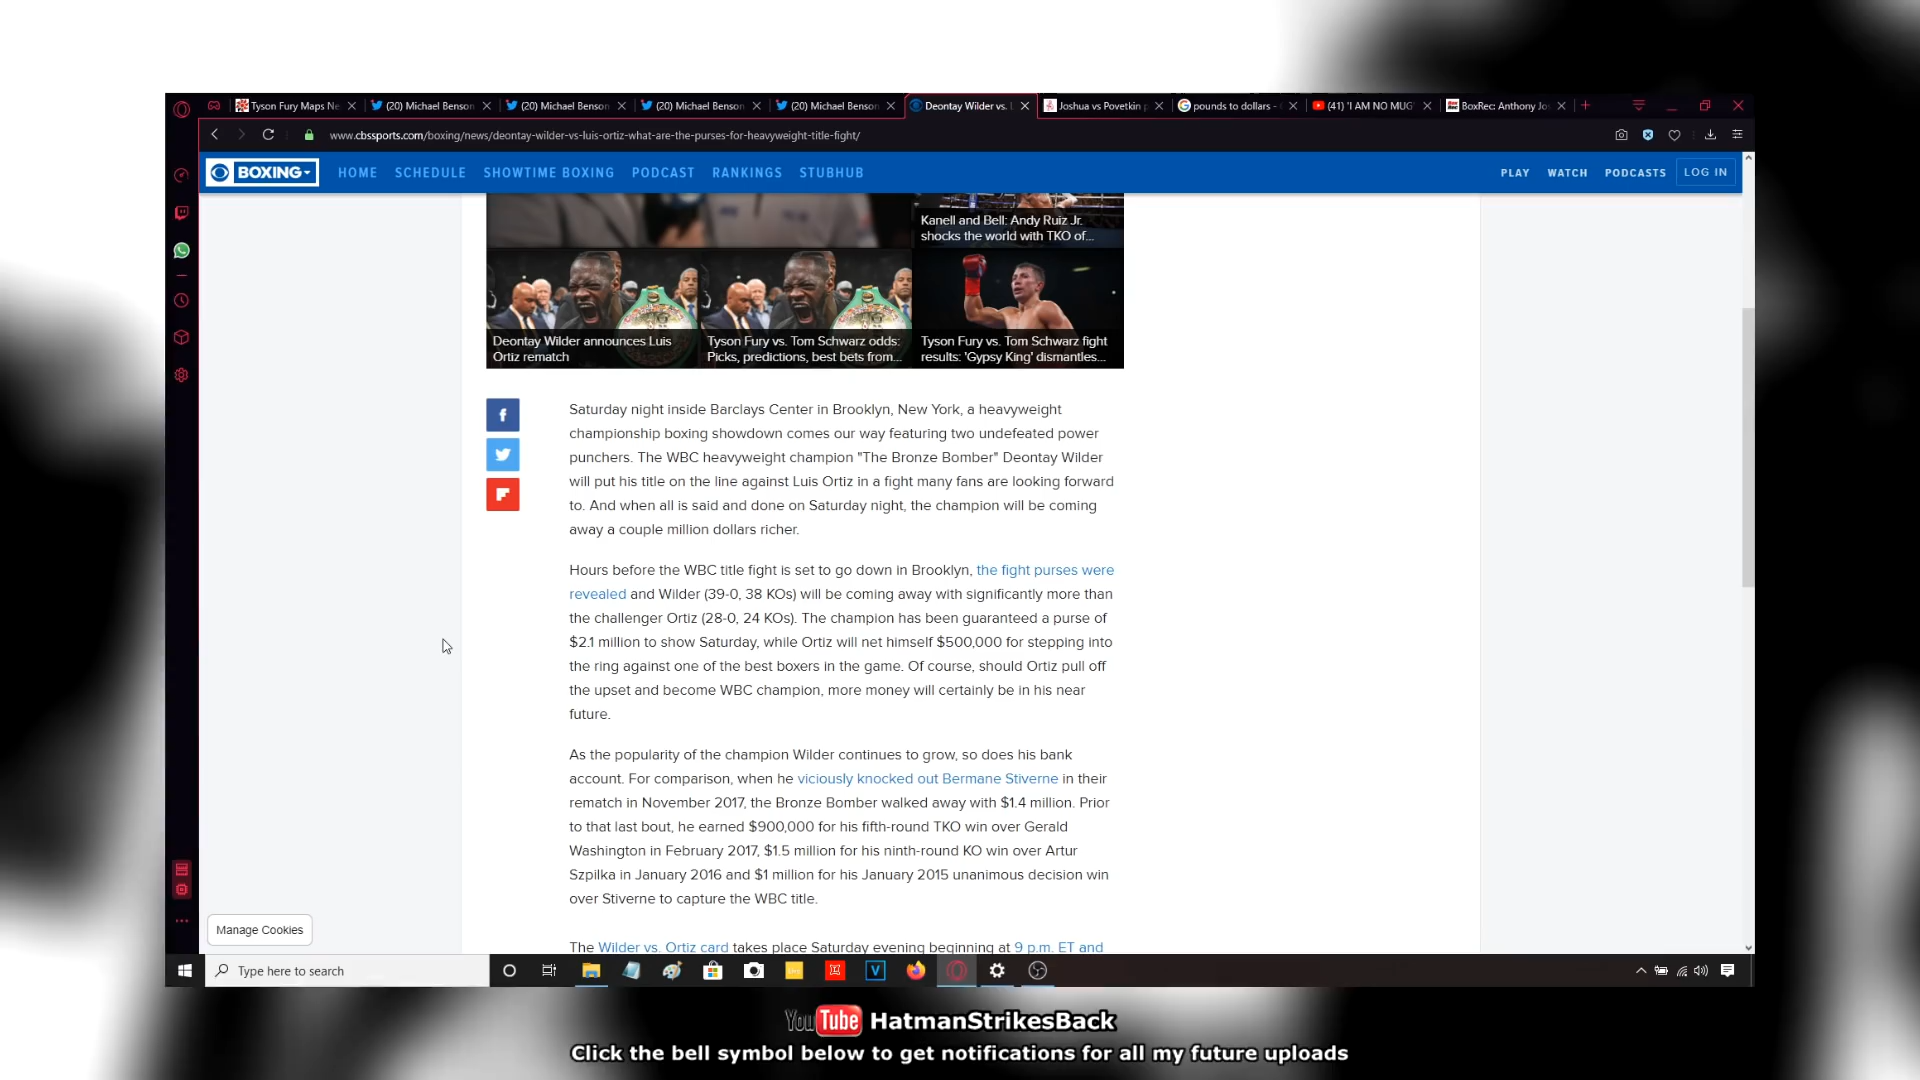 Tyson Fury Maps Ne
(20) Michael Benson
(20) Michael Benson
(20) Michael Benson
(20) Michael Benson
Deontay Wilder vs. L
Joshua vs Povetkin p
pounds to dollars -
(41) 'I AM NO MUG'
BoxRec: Anthony Jo
www.cbssports.com/boxing/news/deontay-wilder-vs-luis-ortiz-what-are-the-purses-for-heavyweight-title-fight/
BOXING HOME SCHEDULE SHOWTIME BOXING PODCAST RANKINGS STUBHUB PLAY WATCH PODCASTS LOG IN
Kanell and Bell: Andy Ruiz Jr.
shocks the world with TKO of...
Deontay Wilder announces Luis
Ortiz rematch
Tyson Fury vs. Tom Schwarz odds:
Picks, predictions, best bets from...
Tyson Fury vs. Tom Schwarz fight
results: 'Gypsy King' dismantles...
Saturday night inside Barclays Center in Brooklyn, New York, a heavyweight
championship boxing showdown comes our way featuring two undefeated power
punchers. The WBC heavyweight champion "The Bronze Bomber" Deontay Wilder
will put his title on the line against Luis Ortiz in a fight many fans are looking forward
to. And when all is said and done on Saturday night, the champion will be coming
away a couple million dollars richer.
Hours before the WBC title fight is set to go down in Brooklyn, the fight purses were
revealed and Wilder (39-0, 38 KOs) will be coming away with significantly more than
the challenger Ortiz (28-0, 24 KOs). The champion has been guaranteed a purse of
$2.1 million to show Saturday, while Ortiz will net himself $500,000 for stepping into
the ring against one of the best boxers in the game. Of course, should Ortiz pull off
the upset and become WBC champion, more money will certainly be in his near
future.
As the popularity of the champion Wilder continues to grow, so does his bank
account. For comparison, when he viciously knocked out Bermane Stiverne in their
rematch in November 2017, the Bronze Bomber walked away with $1.4 million. Prior
to that last bout, he earned $900,000 for his fifth-round TKO win over Gerald
Washington in February 2017, $1.5 million for his ninth-round KO win over Artur
Szpilka in January 2016 and $1 million for his January 2015 unanimous decision win
over Stiverne to capture the WBC title.
The Wilder vs. Ortiz card takes place Saturday evening beginning at 9 p.m. ET and
Manage Cookies
Type here to search
YouTube HatmanStrikesBack
Click the bell symbol below to get notifications for all my future uploads